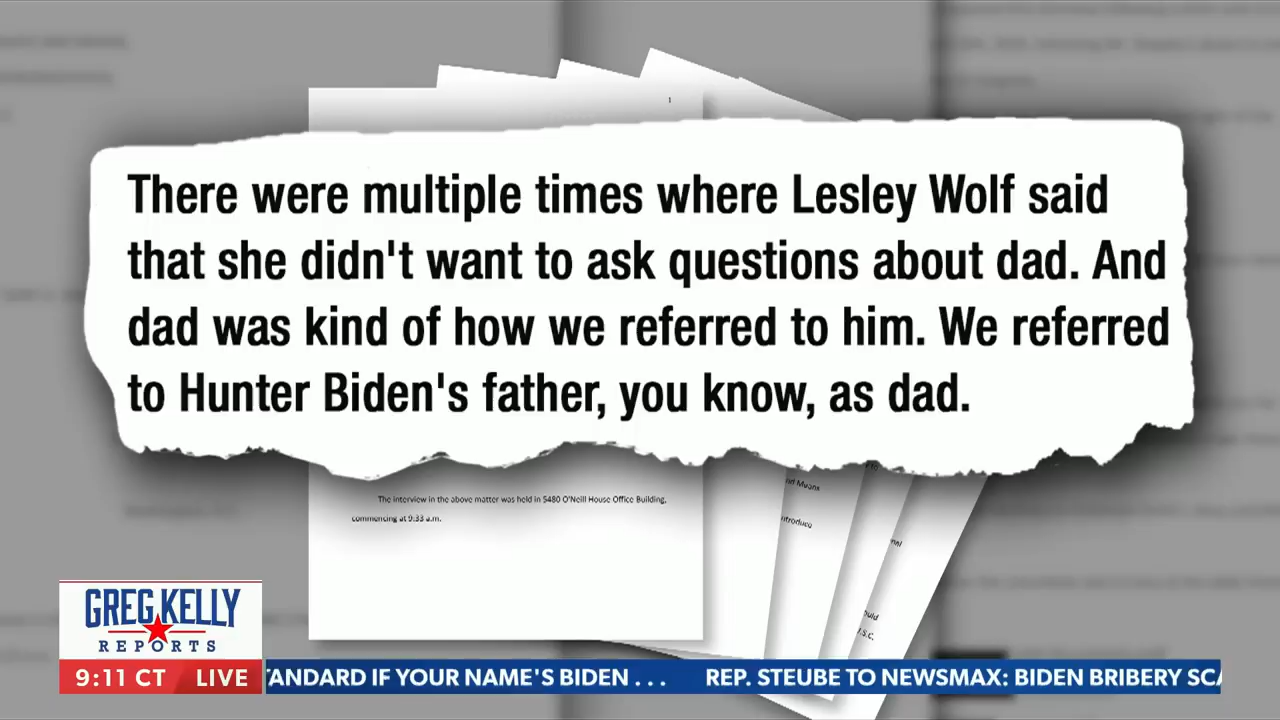 1
There were multiple times where Lesley Wolf said
that she didn't want to ask questions about dad. And
dad was kind of how we referred to him. We referred
to Hunter Biden's father, you know, as dad.
The interview in the above matter was held in 5480 O'Neill House Office Building,
commencing at 9:33 a.m.
GREG KELLY
REPORTS
9:11 CT LIVE
TANDARD IF YOUR NAME'S BIDEN . . . REP. STEUBE TO NEWSMAX: BIDEN BRIBERY SCA